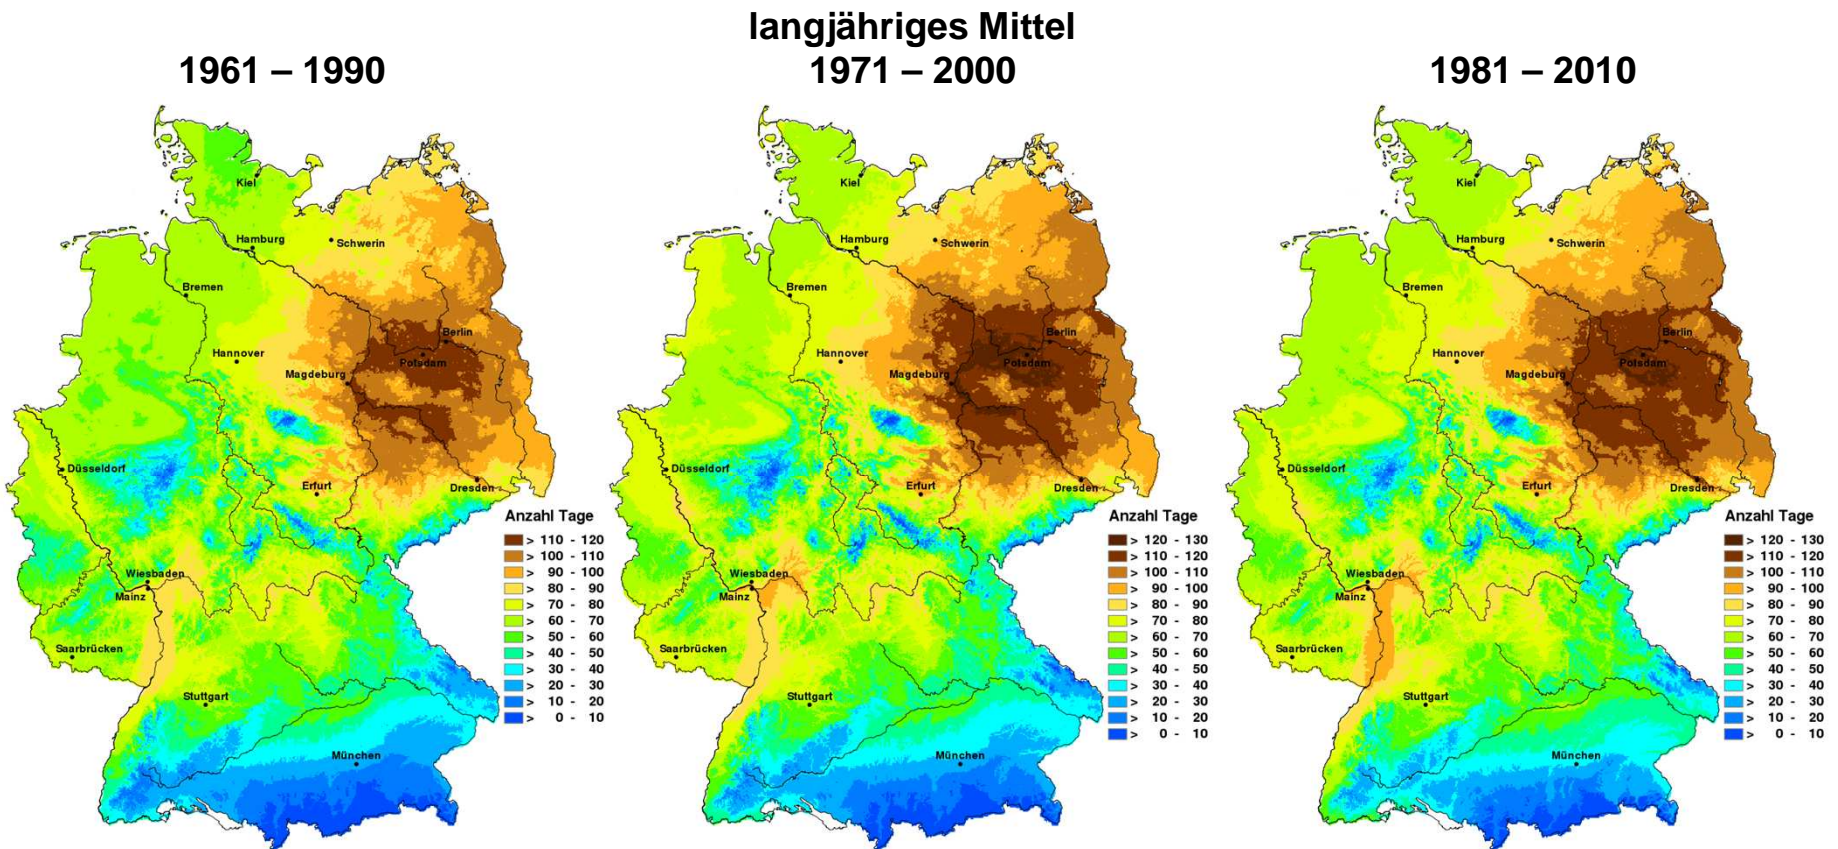 langjähriges Mittel
1961 – 1990
1971 – 2000
1981 – 2010
Kiel
Hamburg
Schwerin
Bremen
Berlin
Hannover
Potsdam
Magdeburg
Düsseldorf
Erfurt
Dresden
Wiesbaden
Mainz
Saarbrücken
Stuttgart
München
Anzahl Tage
> 110 - 120
> 100 - 110
> 90 - 100
> 80 - 90
> 70 - 80
> 60 - 70
> 50 - 60
> 40 - 50
> 30 - 40
> 20 - 30
> 10 - 20
> 0 - 10
Kiel
Hamburg
Schwerin
Bremen
Berlin
Hannover
Potsdam
Magdeburg
Düsseldorf
Erfurt
Dresden
Wiesbaden
Mainz
Saarbrücken
Stuttgart
München
Anzahl Tage
> 120 - 130
> 110 - 120
> 100 - 110
> 90 - 100
> 80 - 90
> 70 - 80
> 60 - 70
> 50 - 60
> 40 - 50
> 30 - 40
> 20 - 30
> 10 - 20
> 0 - 10
Kiel
Hamburg
Schwerin
Bremen
Berlin
Hannover
Potsdam
Magdeburg
Düsseldorf
Erfurt
Dresden
Wiesbaden
Mainz
Saarbrücken
Stuttgart
München
Anzahl Tage
> 120 - 130
> 110 - 120
> 100 - 110
> 90 - 100
> 80 - 90
> 70 - 80
> 60 - 70
> 50 - 60
> 40 - 50
> 30 - 40
> 20 - 30
> 10 - 20
> 0 - 10